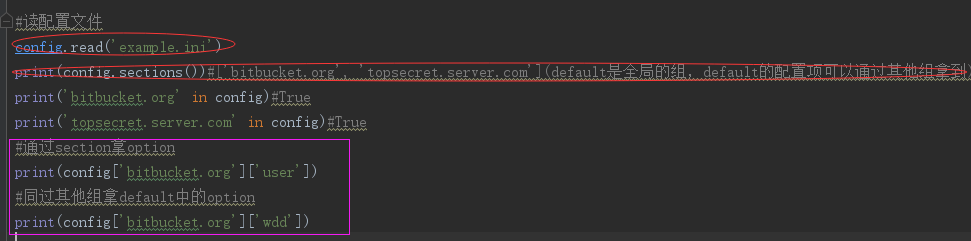 #读配置文件
config.read('example.ini')
print(config.sections())#['bitbucket.org', 'topsecret.server.com'](default是全局的组, default的配置项可以通过其他组拿到)
print('bitbucket.org' in config)#True
print('topsecret.server.com' in config)#True
#通过section拿option
print(config['bitbucket.org']['user'])
#同过其他组拿default中的option
print(config['bitbucket.org']['wdd'])